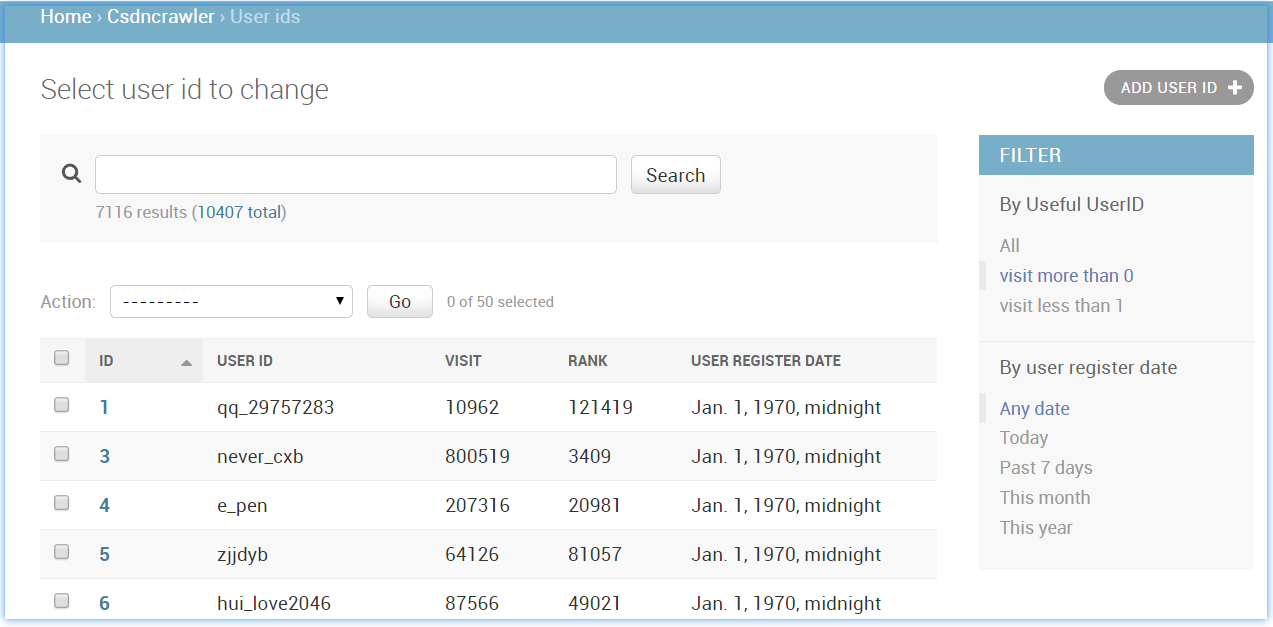 Home › Csdncrawler › User ids
Select user id to change
ADD USER ID +
Search
7116 results (10407 total)
Action: --------- Go 0 of 50 selected
ID USER ID VISIT RANK USER REGISTER DATE
1 qq_29757283 10962 121419 Jan. 1, 1970, midnight
3 never_cxb 800519 3409 Jan. 1, 1970, midnight
4 e_pen 207316 20981 Jan. 1, 1970, midnight
5 zjjdyb 64126 81057 Jan. 1, 1970, midnight
6 hui_love2046 87566 49021 Jan. 1, 1970, midnight
FILTER
By Useful UserID
All
visit more than 0
visit less than 1
By user register date
Any date
Today
Past 7 days
This month
This year